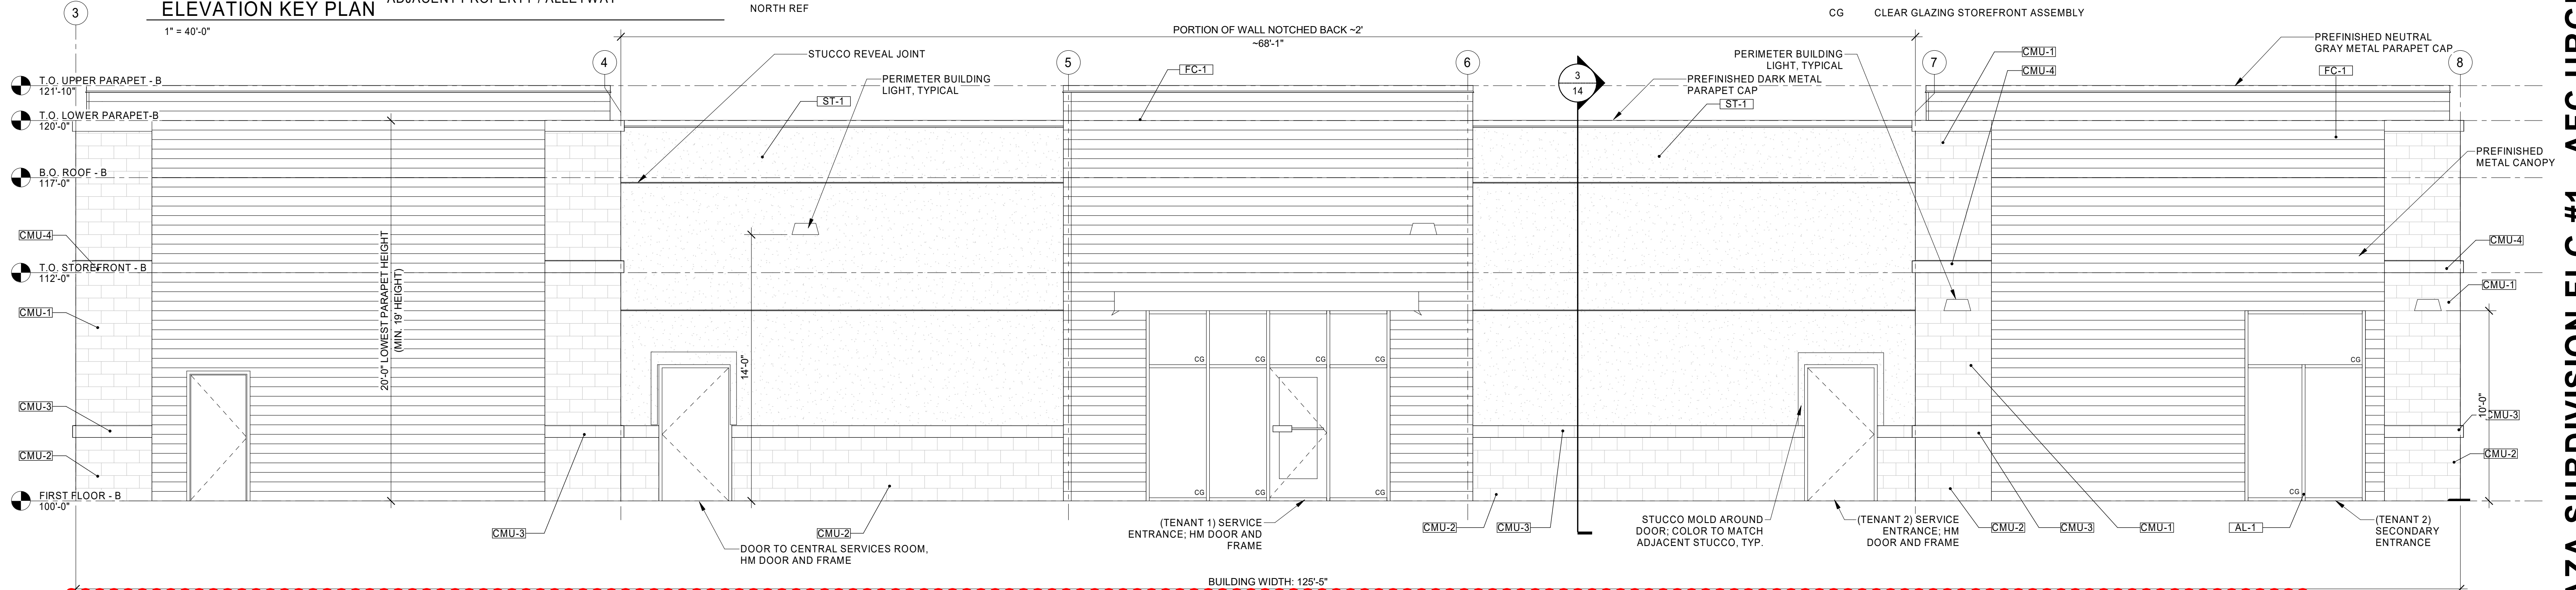 ELEVATION KEY PLAN
ADJACENT PROPERTY / ALLEYWAY
1" = 40'-0"
NORTH REF
CG CLEAR GLAZING STOREFRONT ASSEMBLY
3
4
5
6
7
8
PORTION OF WALL NOTCHED BACK ~2'
~68'-1"
STUCCO REVEAL JOINT
PERIMETER BUILDING
LIGHT, TYPICAL
ST-1
FC-1
3
14
PREFINISHED DARK METAL
PARAPET CAP
ST-1
PERIMETER BUILDING
LIGHT, TYPICAL
CMU-1
CMU-4
PREFINISHED NEUTRAL
GRAY METAL PARAPET CAP
FC-1
PREFINISHED
METAL CANOPY
T.O. UPPER PARAPET - B
121'-10"
T.O. LOWER PARAPET-B
120'-0"
B.O. ROOF - B
117'-0"
CMU-4
T.O. STOREFRONT - B
112'-0"
CMU-1
CMU-3
CMU-2
FIRST FLOOR - B
100'-0"
20'-0" LOWEST PARAPET HEIGHT
(MIN. 19' HEIGHT)
14'-0"
CG
CG
CG
CG
CG
CG
CG
CG
CG
CG
CMU-4
CMU-1
10'-0"
CMU-3
CMU-2
CMU-3
DOOR TO CENTRAL SERVICES ROOM,
HM DOOR AND FRAME
CMU-2
(TENANT 1) SERVICE
ENTRANCE; HM DOOR AND
FRAME
CMU-2
CMU-3
STUCCO MOLD AROUND
DOOR; COLOR TO MATCH
ADJACENT STUCCO, TYP.
(TENANT 2) SERVICE
ENTRANCE; HM
DOOR AND FRAME
CMU-2
CMU-3
CMU-1
AL-1
(TENANT 2)
SECONDARY
ENTRANCE
BUILDING WIDTH: 125'-5"
SUBDIVISION
#1